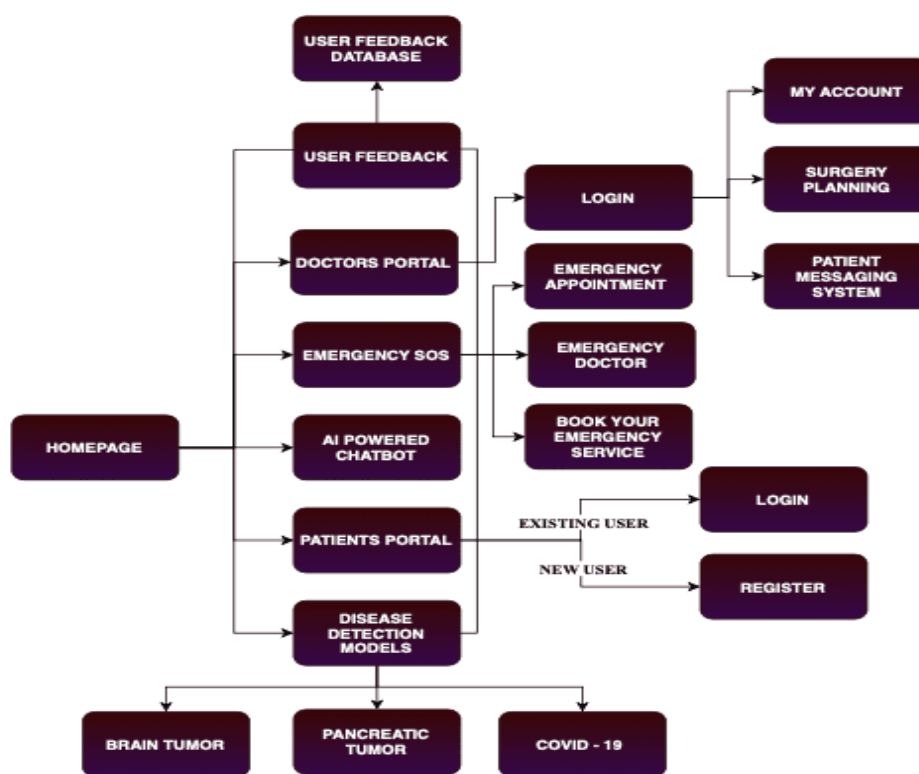 USER FEEDBACK
DATABASE
MY ACCOUNT
USER FEEDBACK
LOGIN
SURGERY
PLANNING
DOCTORS PORTAL
EMERGENCY
APPOINTMENT
PATIENT
MESSAGING
SYSTEM
EMERGENCY SOS
EMERGENCY
DOCTOR
HOMEPAGE
AI POWERED
CHATBOT
BOOK YOUR
EMERGENCY
SERVICE
LOGIN
PATIENTS PORTAL
EXISTING USER
NEW USER
REGISTER
DISEASE
DETECTION
MODELS
BRAIN TUMOR
PANCREATIC
TUMOR
COVID - 19